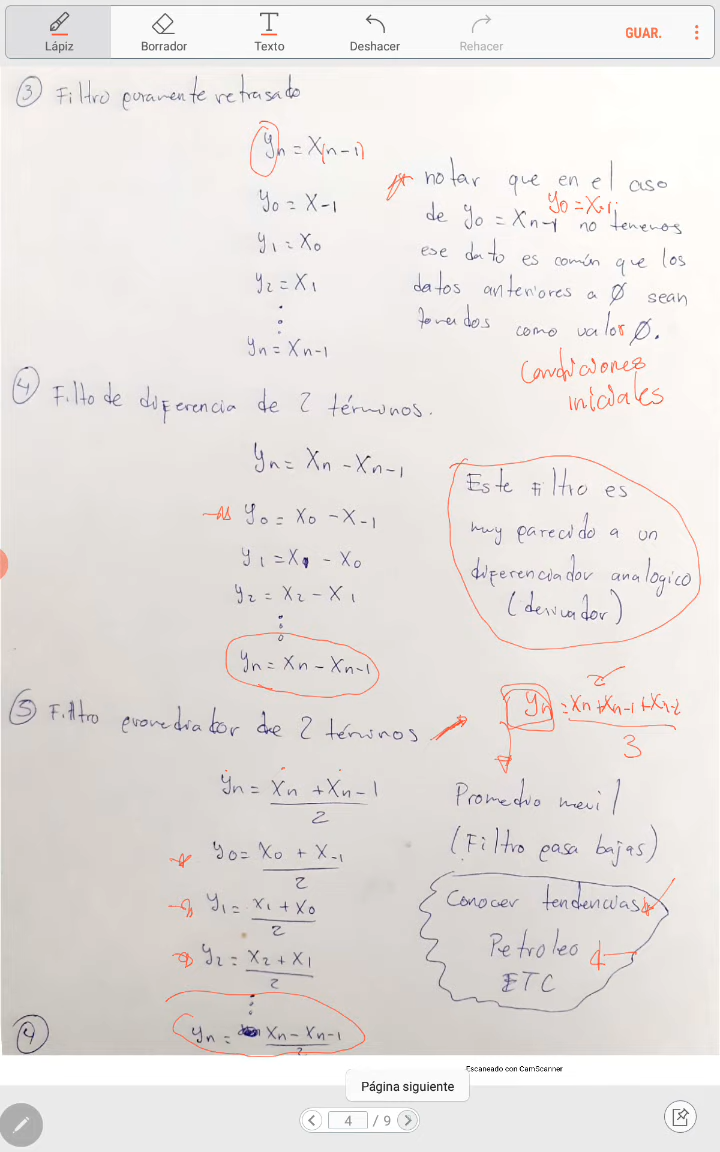 Lápiz Borrador Texto Deshacer Rehacer GUAR.
③ Filtro puramente retrasado
yn = X(n-1)
y0 = X-1
y1 = X0
y2 = X1
⋮
yn = Xn-1
notar que en el caso
y0 = X-1
de y0 = Xn-1 no tenemos
ese dato es común que los
datos anteriores a ∅ sean
tomados como valor ∅.
Condiciones
iniciales
④ Filto de diferencia de 2 términos.
yn = Xn - Xn-1
y0 = X0 - X-1
y1 = X1 - X0
y2 = X2 - X1
⋮
yn = Xn - Xn-1
Este Filtro es
muy parecido a un
diferenciador analogico
(derivador)
⑤ Filtro promediador de 2 términos
yn = Xn + Xn-1 + Xn-2
3
yn = Xn + Xn-1
2
y0 = X0 + X-1
2
y1 = X1 + X0
2
y2 = X2 + X1
2
⋮
yn = Xn - Xn-1
2
Promedio movil
(Filtro pasa bajas)
Conocer tendencias
Petroleo
ETC
④
Escaneado con CamScanner
Página siguiente
4 / 9